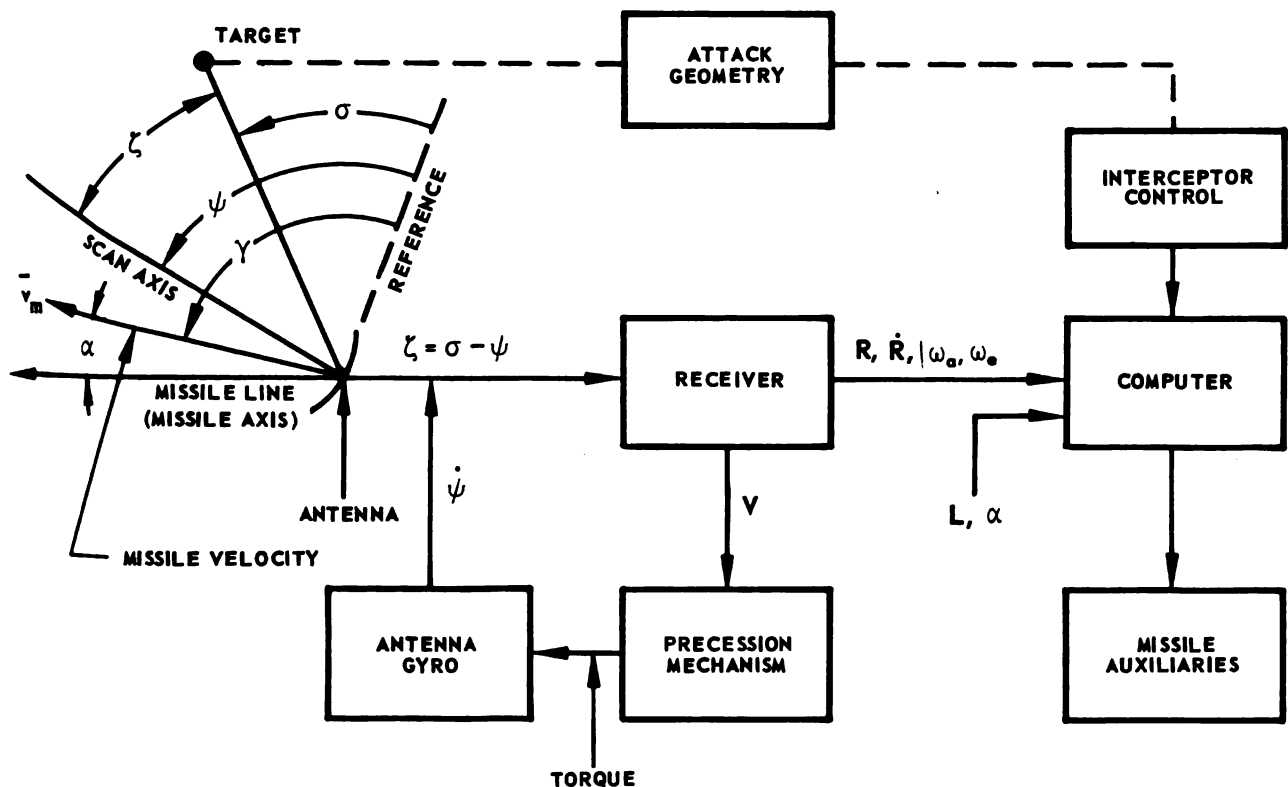 TARGET
ATTACK
GEOMETRY
σ
ζ
ψ
γ
REFERENCE
INTERCEPTOR
CONTROL
SCAN AXIS
v̄ₘ
α
MISSILE LINE
(MISSILE AXIS)
ζ = σ − ψ
RECEIVER
R, Ṙ, |ωₐ, ωₑ
COMPUTER
ψ̇
ANTENNA
V
L, α
MISSILE VELOCITY
ANTENNA
GYRO
PRECESSION
MECHANISM
MISSILE
AUXILIARIES
TORQUE